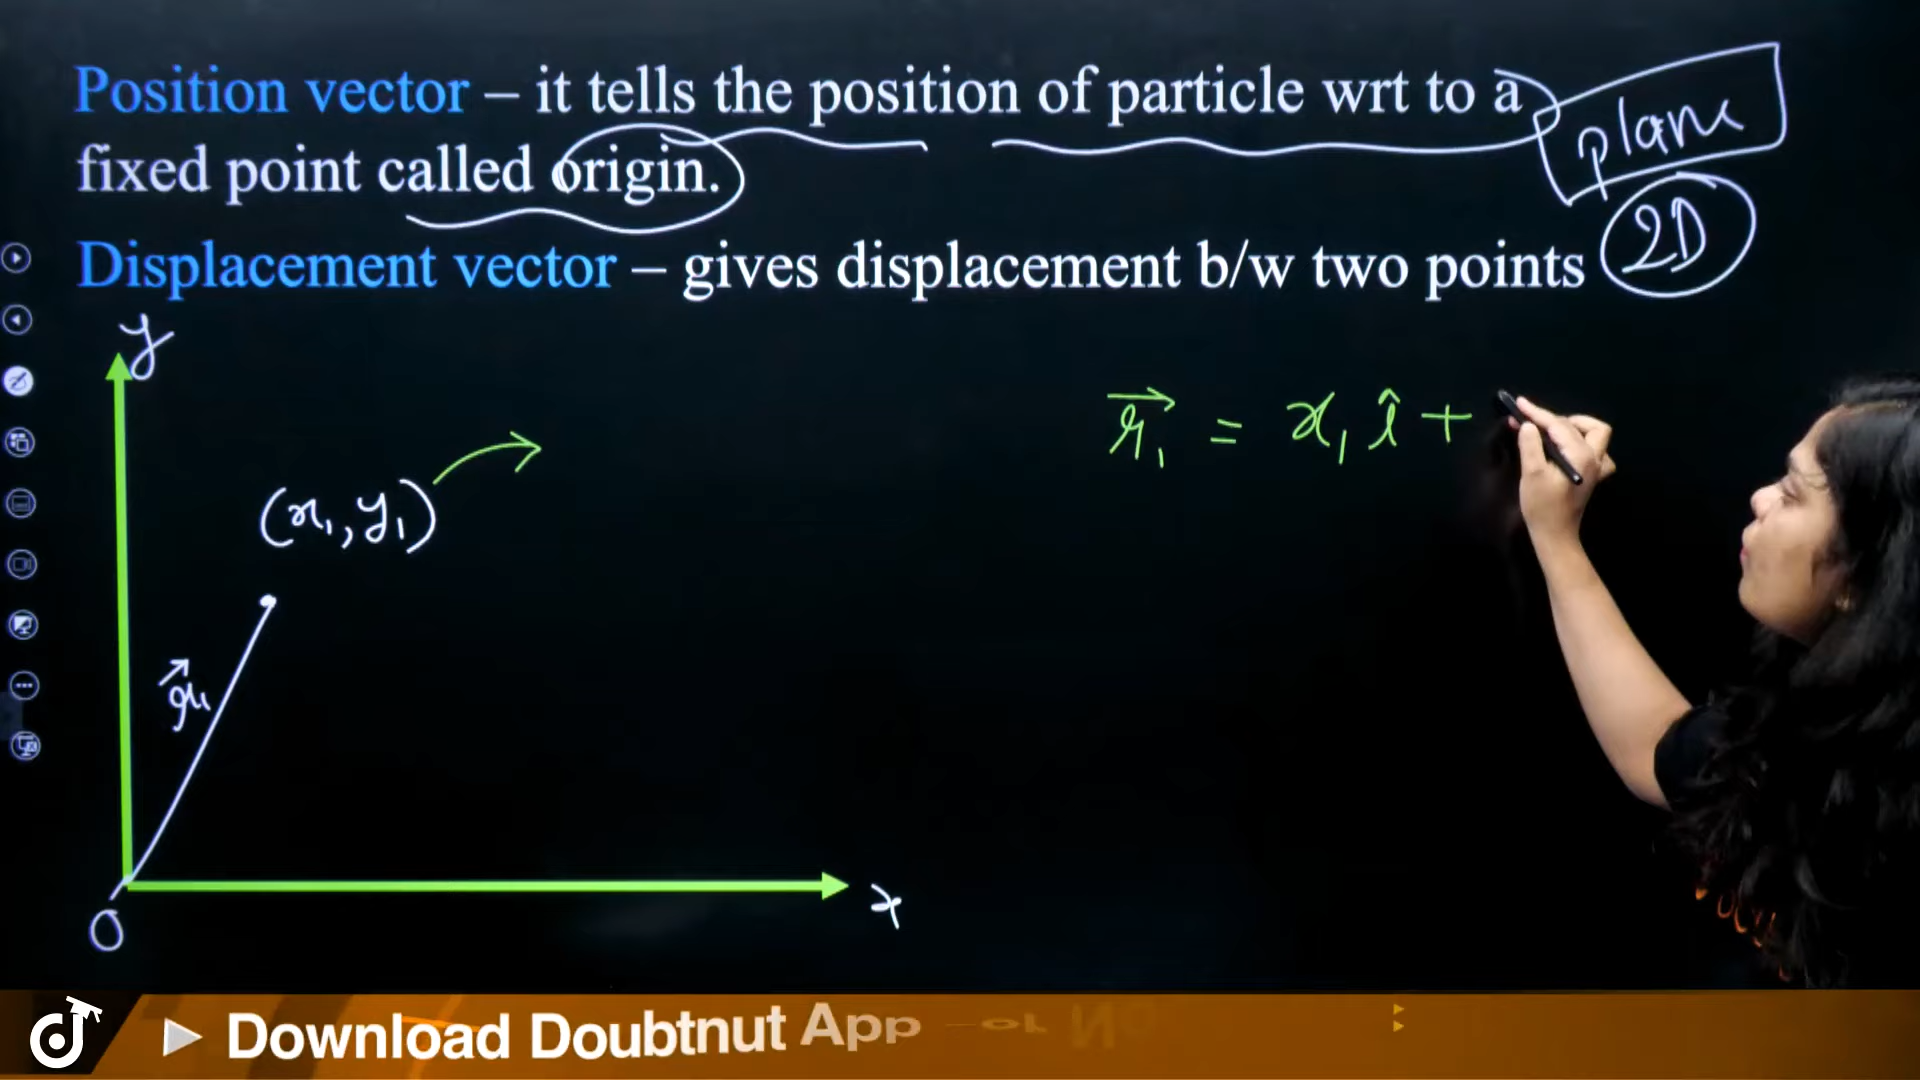 Position vector – it tells the position of particle wrt to a
fixed point called origin.
plane
2D
Displacement vector – gives displacement b/w two points
y
r₁ = x₁ î +
(x₁, y₁)
r₁
x
O
Download Doubtnut App